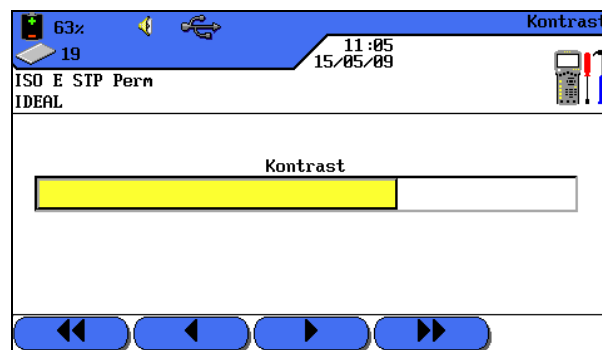 63% Kontrast
19 11:05
15/05/09
ISO E STP Perm
IDEAL
Kontrast